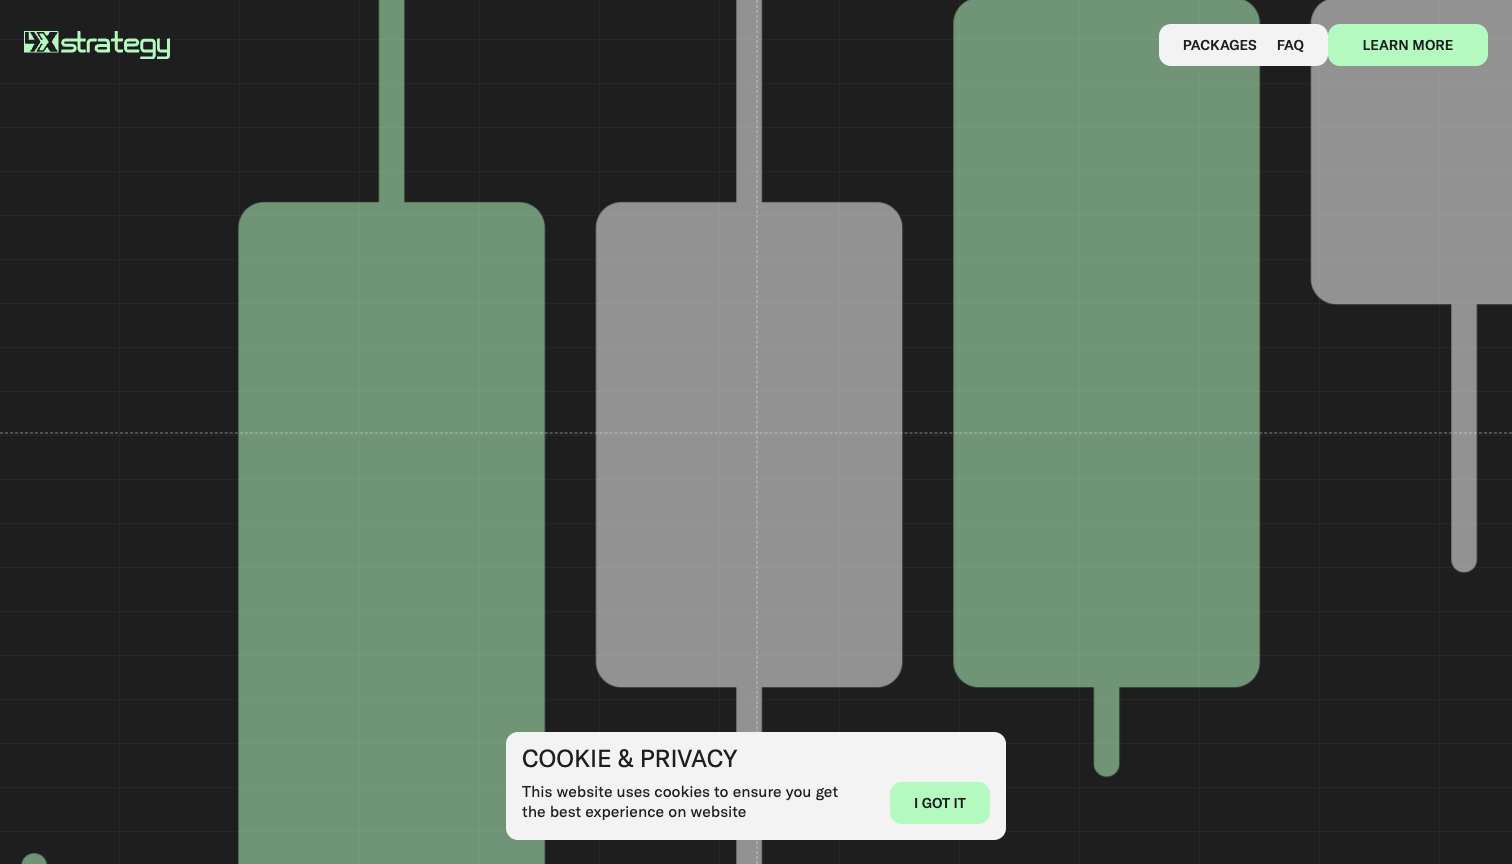 strategy
PACKAGES
FAQ
LEARN MORE
COOKIE & PRIVACY
This website uses cookies to ensure you get
the best experience on website
I GOT IT